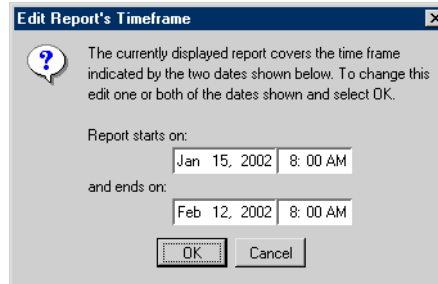 Edit Report's Timeframe
The currently displayed report covers the time frame
indicated by the two dates shown below. To change this
edit one or both of the dates shown and select OK.
Report starts on:
Jan 15, 2002 8: 00 AM
and ends on:
Feb 12, 2002 8: 00 AM
OK Cancel